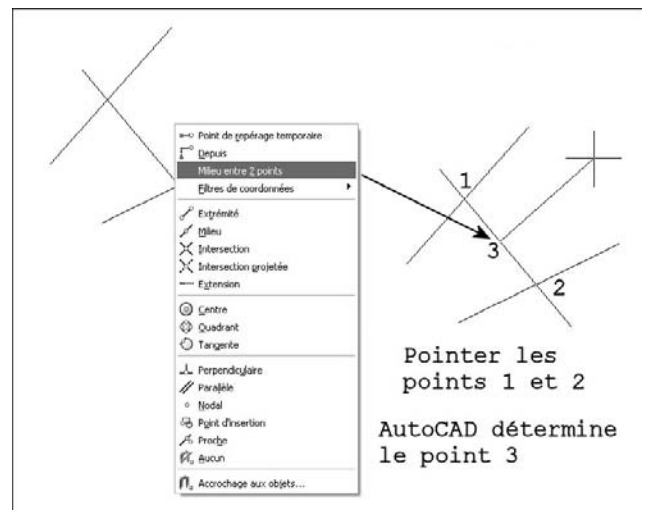 Point de repérage temporaire
Depuis
Milieu entre 2 points
Filtres de coordonnées
Extrémité
Milieu
Intersection
Intersection projetée
Extension
Centre
Quadrant
Tangente
Perpendiculaire
Parallèle
Nodal
Point d'insertion
Proche
Aucun
Accrochage aux objets...
1
3
2
Pointer les
points 1 et 2
AutoCAD détermine
le point 3